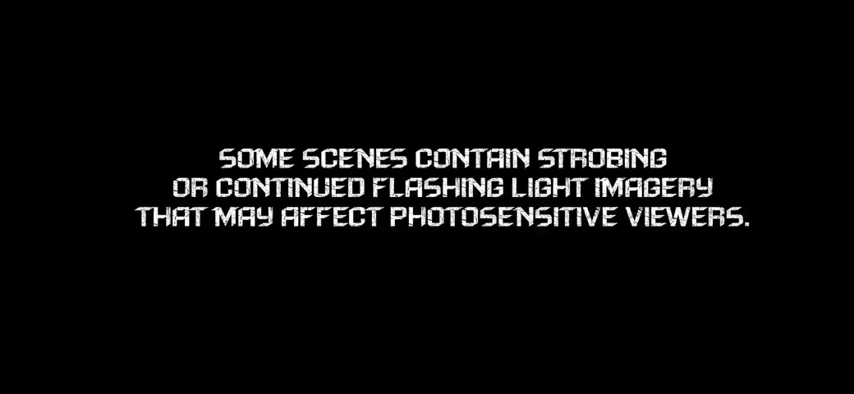 SOME SCENES CONTAIN STROBING
OR CONTINUED FLASHING LIGHT IMAGERY
THAT MAY AFFECT PHOTOSENSITIVE VIEWERS.